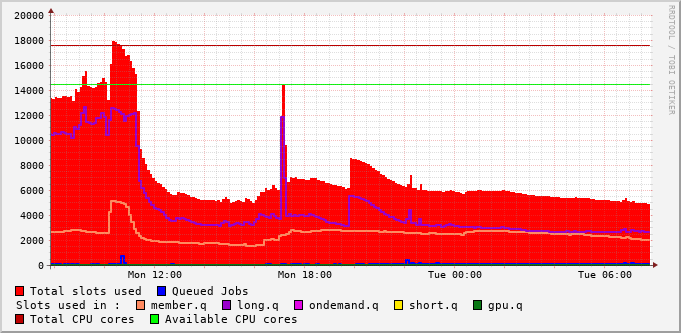 RRDTOOL / TOBI OETIKER
20000
18000
16000
14000
12000
10000
8000
6000
4000
2000
0
Mon 12:00 Mon 18:00 Tue 00:00 Tue 06:00
Total slots used Queued Jobs
Slots used in : member.q long.q ondemand.q short.q gpu.q
Total CPU cores Available CPU cores